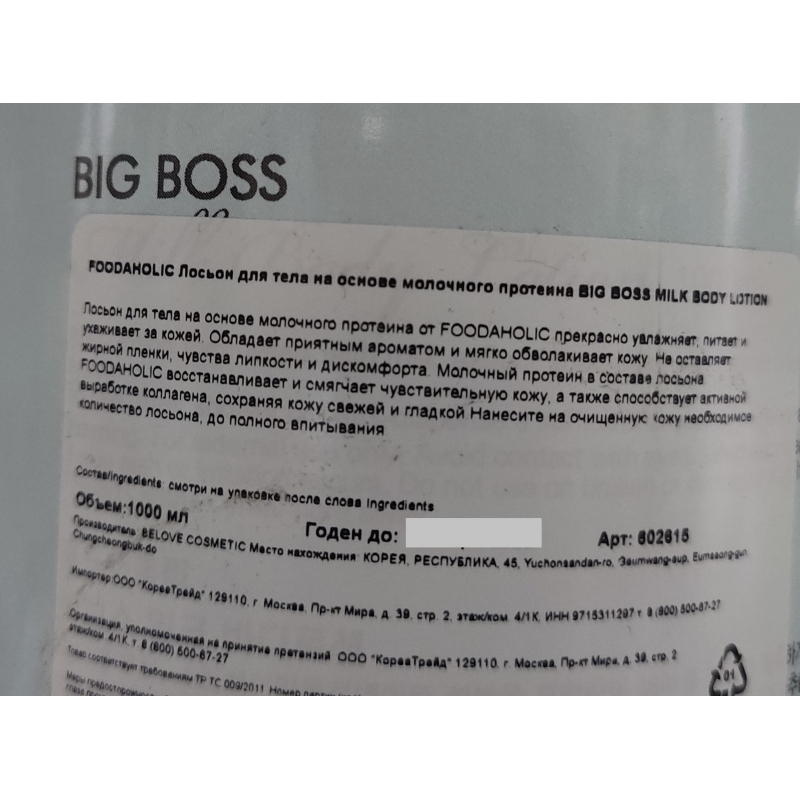 BIG BOSS
FOODAHOLIC Лосьон для тела на основе молочного протеина BIG BOSS MILK BODY LOTION
Лосьон для тела на основе молочного протеина от FOODAHOLIC прекрасно увлажняет, питает и
ухаживает за кожей. Обладает приятным ароматом и мягко обволакивает кожу. Не оставляет
жирной пленки, чувства липкости и дискомфорта. Молочный протеин в составе лосьона
FOODAHOLIC восстанавливает и смягчает чувствительную кожу, а также способствует активной
выработке коллагена, сохраняя кожу свежей и гладкой Нанесите на очищенную кожу необходимое
количество лосьона, до полного впитывания
Состав/ingredients: смотри на упаковке после слова Ingredients
Объем:1000 мл
Годен до:
Арт: 602615
Производитель: BELOVE COSMETIC Место нахождения: КОРЕЯ, РЕСПУБЛИКА, 45, Yuchonsandan-ro,
Chungcheongbuk-do
Импортер:ООО "КореаТрейд" 129110, г. Москва, Пр-кт Мира, д. 39, стр. 2, этаж/ком. 4/1К, ИНН 9715311297 т. 8 (800) 500-87-27
Организация, уполномоченная на принятие претензий ООО "КореаТрейд" 129110, г. Москва, Пр-кт Мира, д. 39, стр. 2
этаж/ком 4/1К, т. 8 (800) 500-87-27
Товар соответствует требованиям ТР ТС 009/2011. Номер партии
Меры
01